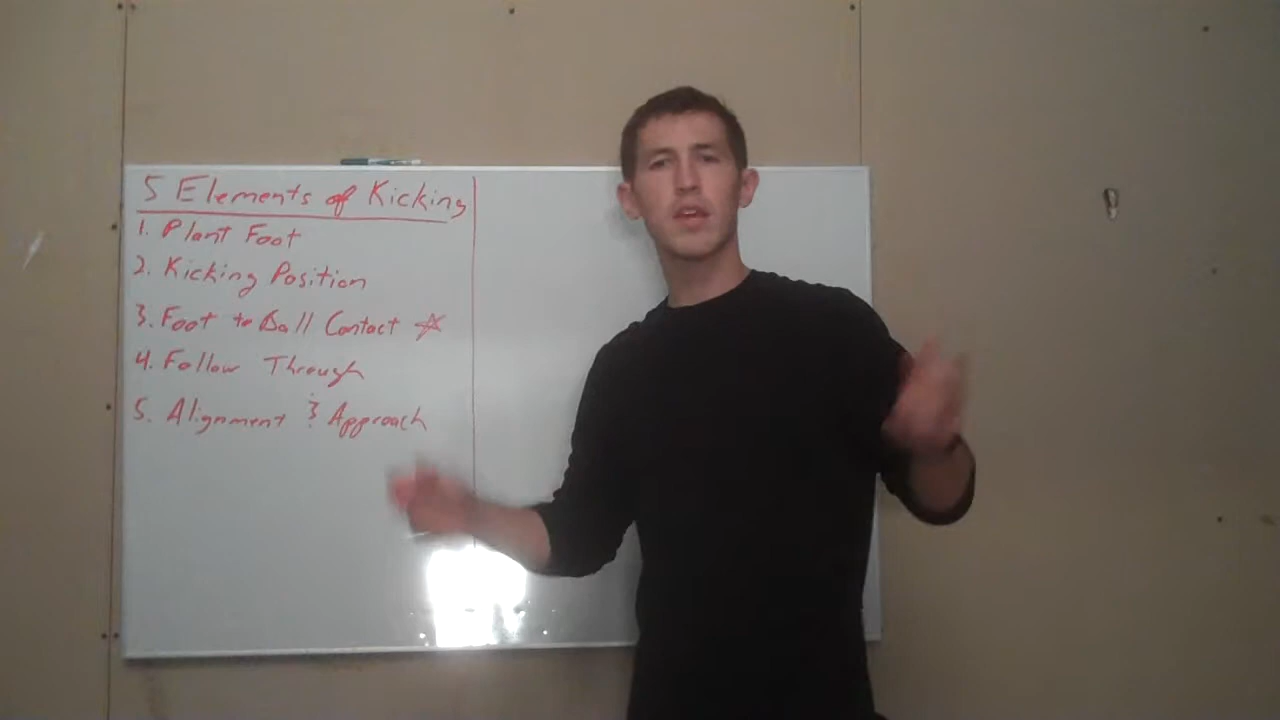 5 Elements of Kicking
1. Plant Foot
2. Kicking Position
3. Foot to Ball Contact ☆
4. Follow Through
5. Alignment & Approach